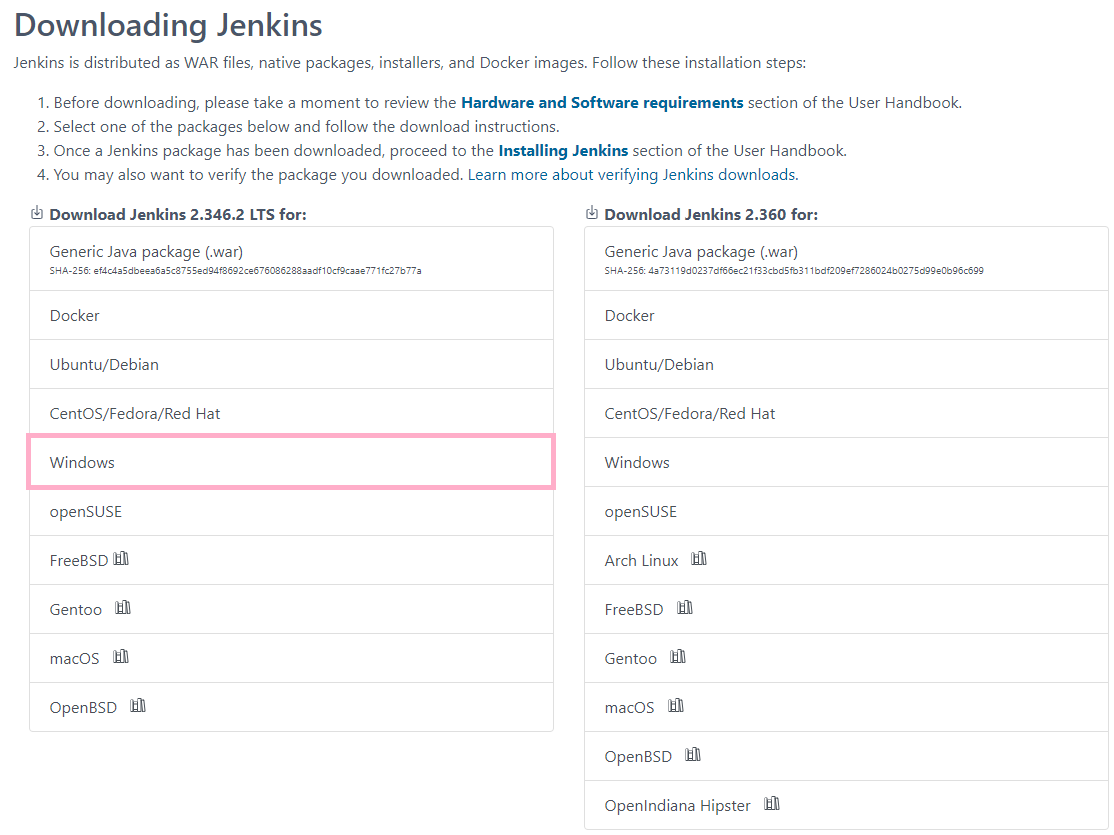 Downloading Jenkins
Jenkins is distributed as WAR files, native packages, installers, and Docker images. Follow these installation steps:
1. Before downloading, please take a moment to review the Hardware and Software requirements section of the User Handbook.
2. Select one of the packages below and follow the download instructions.
3. Once a Jenkins package has been downloaded, proceed to the Installing Jenkins section of the User Handbook.
4. You may also want to verify the package you downloaded. Learn more about verifying Jenkins downloads.
Download Jenkins 2.346.2 LTS for:
Generic Java package (.war)
SHA-256: ef4c4a5dbeea6a5c8755ed94f8692ce676086288aadf10cf9caae771fc27b77a
Docker
Ubuntu/Debian
CentOS/Fedora/Red Hat
Windows
openSUSE
FreeBSD
Gentoo
macOS
OpenBSD
Download Jenkins 2.360 for:
Generic Java package (.war)
SHA-256: 4a73119d0237df66ec21f33cbd5fb311bdf209ef7286024b0275d99e0b96c699
Docker
Ubuntu/Debian
CentOS/Fedora/Red Hat
Windows
openSUSE
Arch Linux
FreeBSD
Gentoo
macOS
OpenBSD
OpenIndiana Hipster